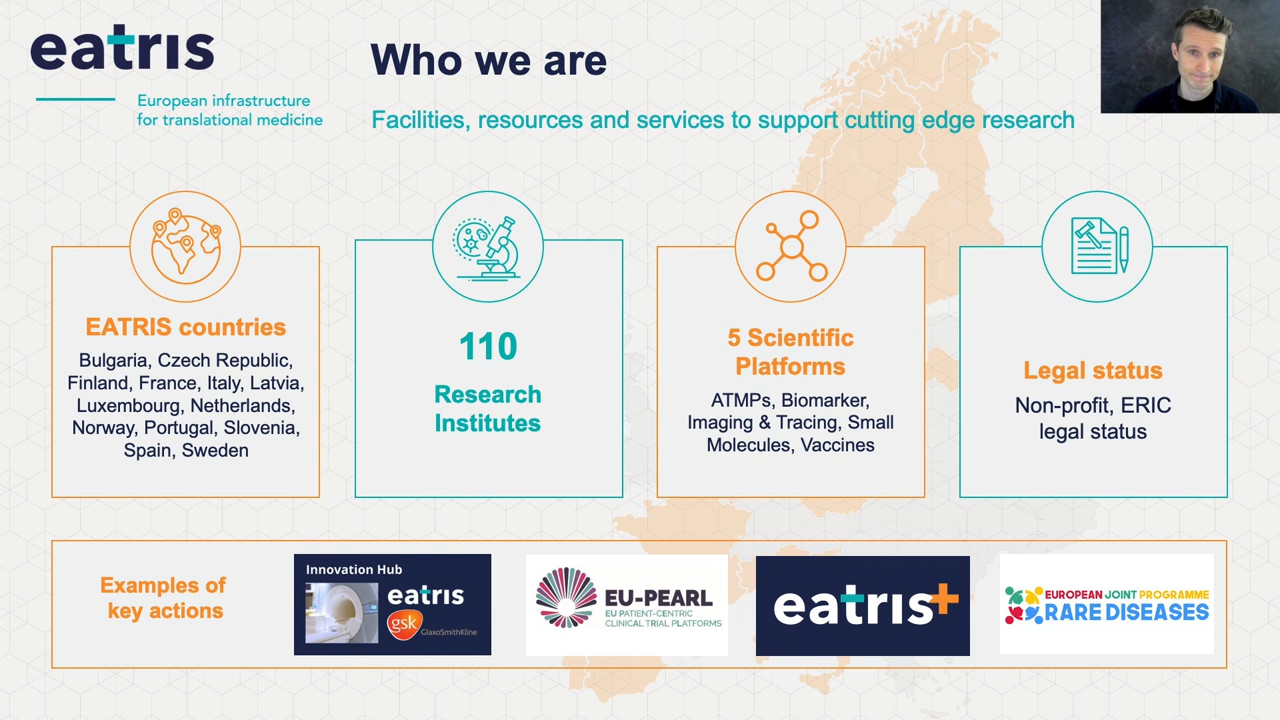 eatris
European infrastructure
for translational medicine
Who we are
Facilities, resources and services to support cutting edge research
EATRIS countries
Bulgaria, Czech Republic,
Finland, France, Italy, Latvia,
Luxembourg, Netherlands,
Norway, Portugal, Slovenia,
Spain, Sweden
110
Research
Institutes
5 Scientific
Platforms
ATMPs, Biomarker,
Imaging & Tracing, Small
Molecules, Vaccines
Legal status
Non-profit, ERIC
legal status
Examples of
key actions
Innovation Hub
eatris
gsk
GlaxoSmithKline
EU-PEARL
EU PATIENT-CENTRIC
CLINICAL TRIAL PLATFORMS
eatris+
EUROPEAN JOINT PROGRAMME
RARE DISEASES